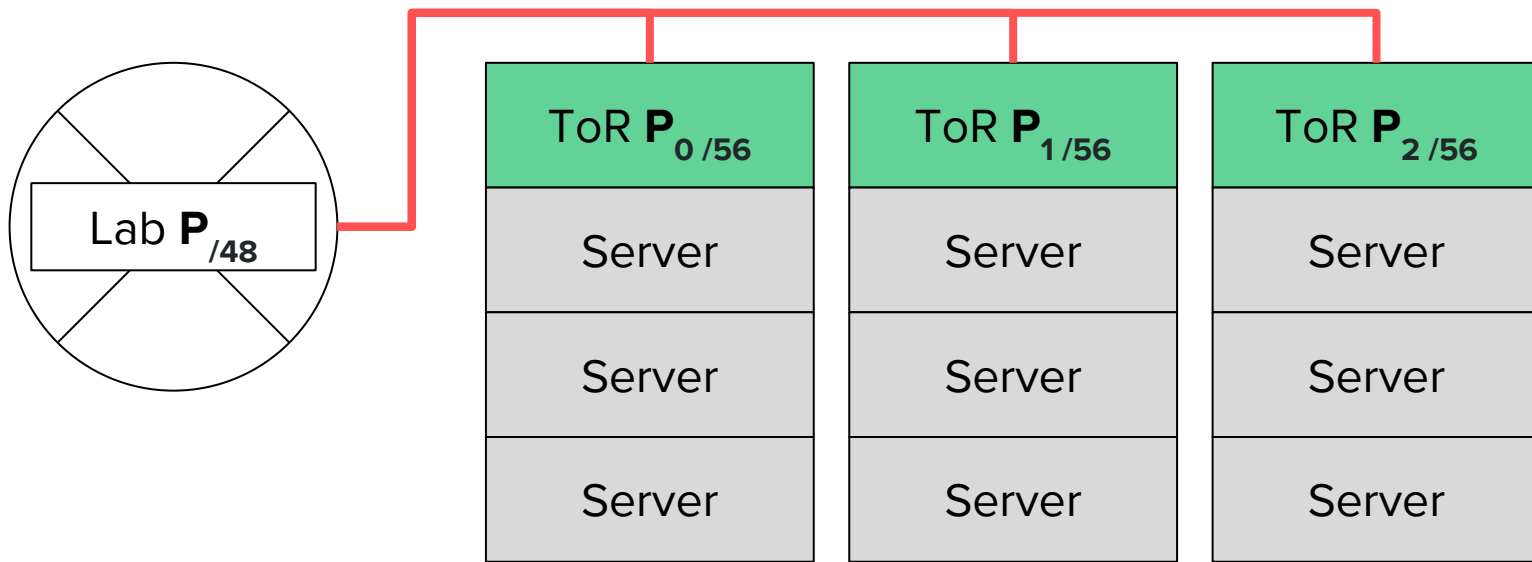 Lab P/48
ToR P0 /56
Server
Server
Server
ToR P1 /56
Server
Server
Server
ToR P2 /56
Server
Server
Server